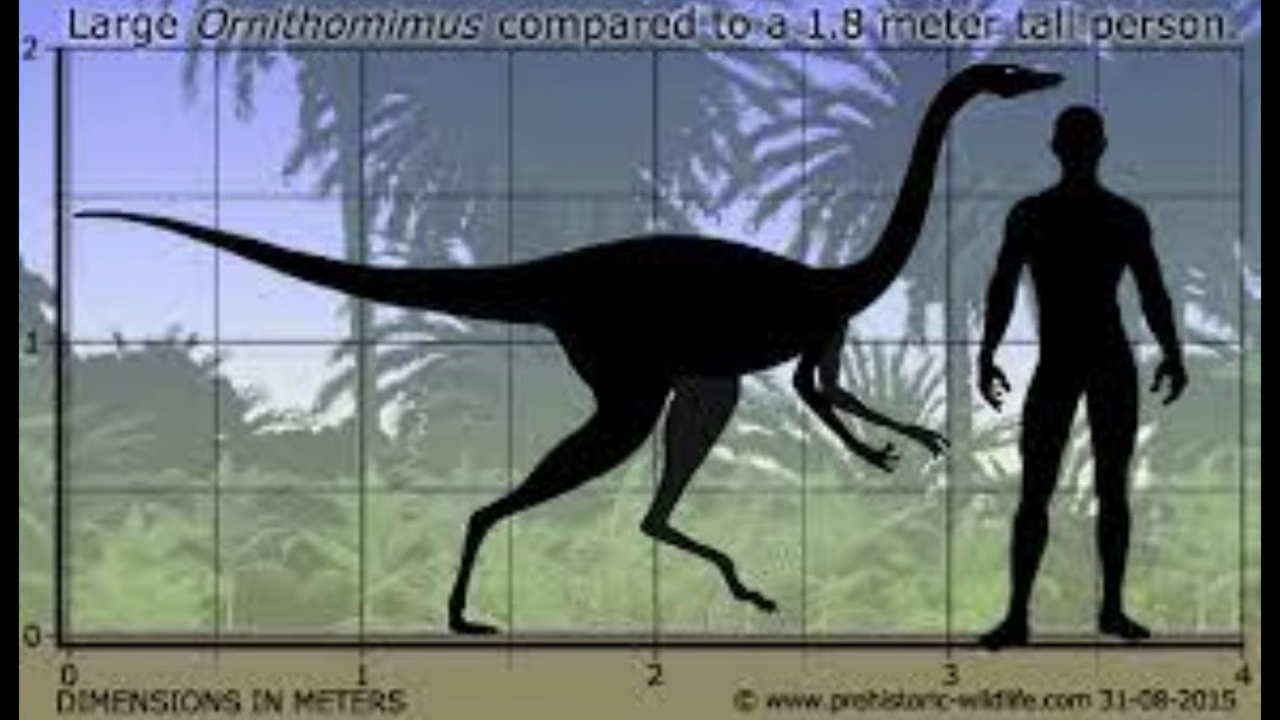 Large Ornithomimus compared to a 1.8 meter tall person.
2
1
0
0 1 2 3 4
DIMENSIONS IN METERS © www.prehistoric-wildlife.com 31-08-2015